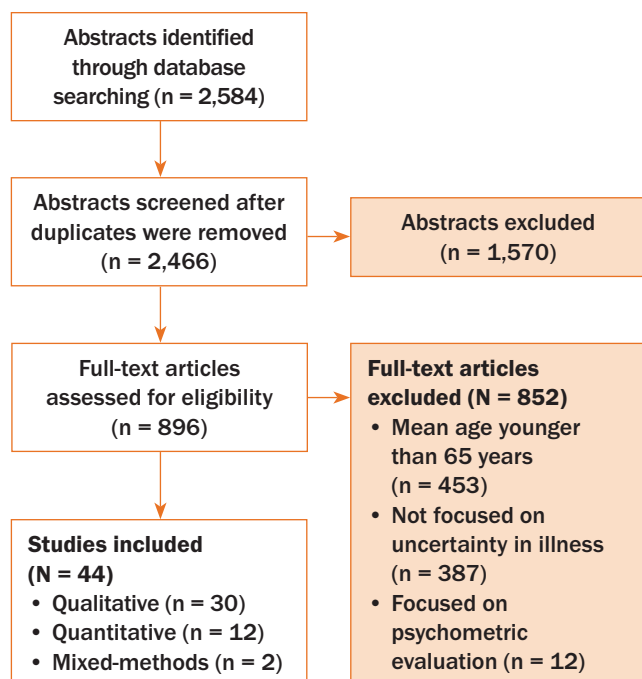 Abstracts identified
through database
searching (n = 2,584)
Abstracts screened after
duplicates were removed
(n = 2,466)
Abstracts excluded
(n = 1,570)
Full-text articles
assessed for eligibility
(n = 896)
Full-text articles
excluded (N = 852)
• Mean age younger
than 65 years
(n = 453)
• Not focused on
uncertainty in illness
(n = 387)
• Focused on
psychometric
evaluation (n = 12)
Studies included
(N = 44)
• Qualitative (n = 30)
• Quantitative (n = 12)
• Mixed-methods (n = 2)